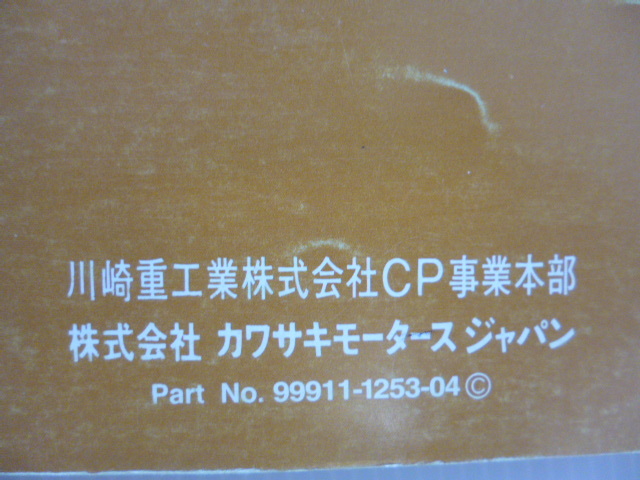 川崎重工業株式会社CP事業本部
株式会社 カワサキモータースジャパン
Part No. 99911-1253-04©